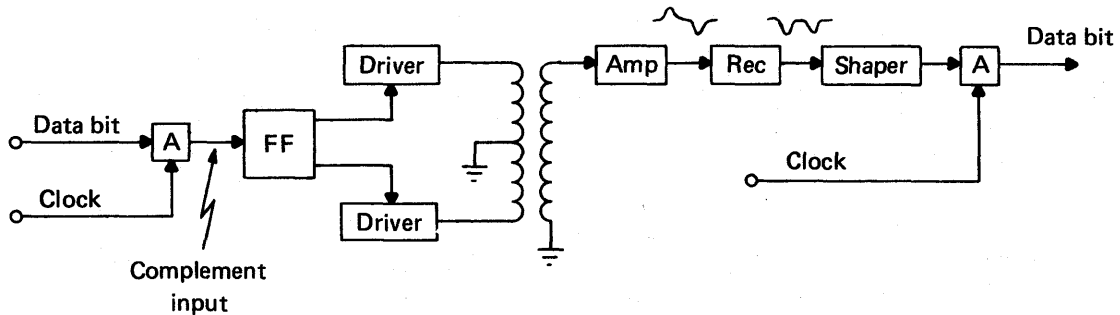 Data bit
A
Clock
Complement
input
FF
Driver
Driver
Amp
Rec
Shaper
A
Data bit
Clock